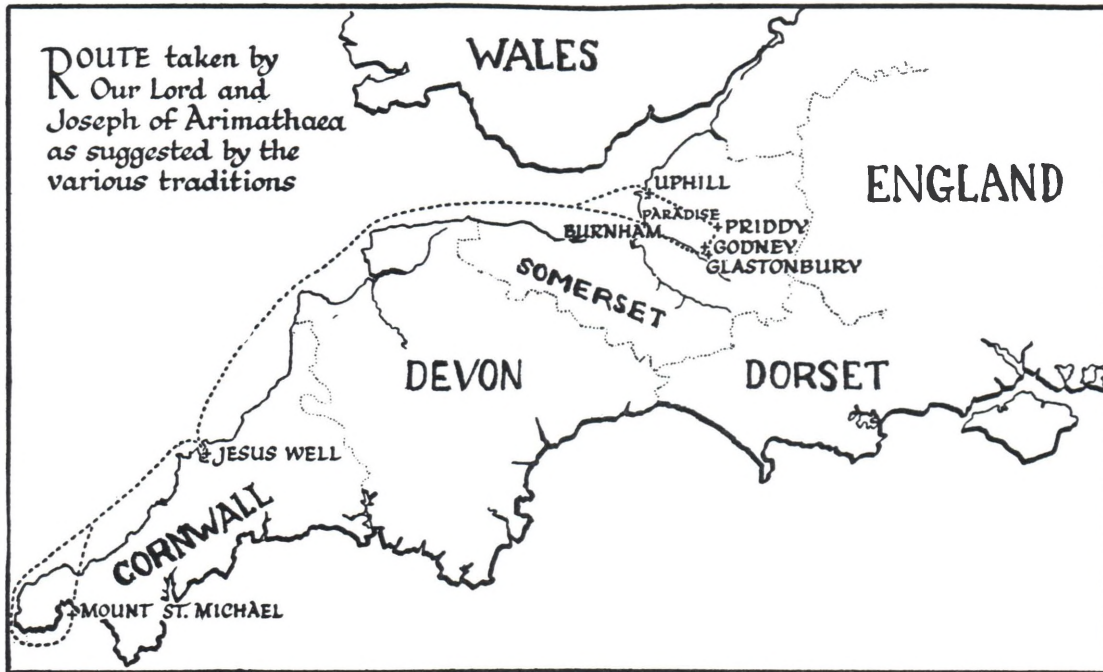 ROUTE taken by
Our Lord and
Joseph of Arimathaea
as suggested by the
various traditions
WALES
ENGLAND
UPHILL
PARADISE
PRIDDY
BURNHAM
GODNEY
GLASTONBURY
SOMERSET
DEVON
DORSET
JESUS WELL
CORNWALL
MOUNT ST. MICHAEL